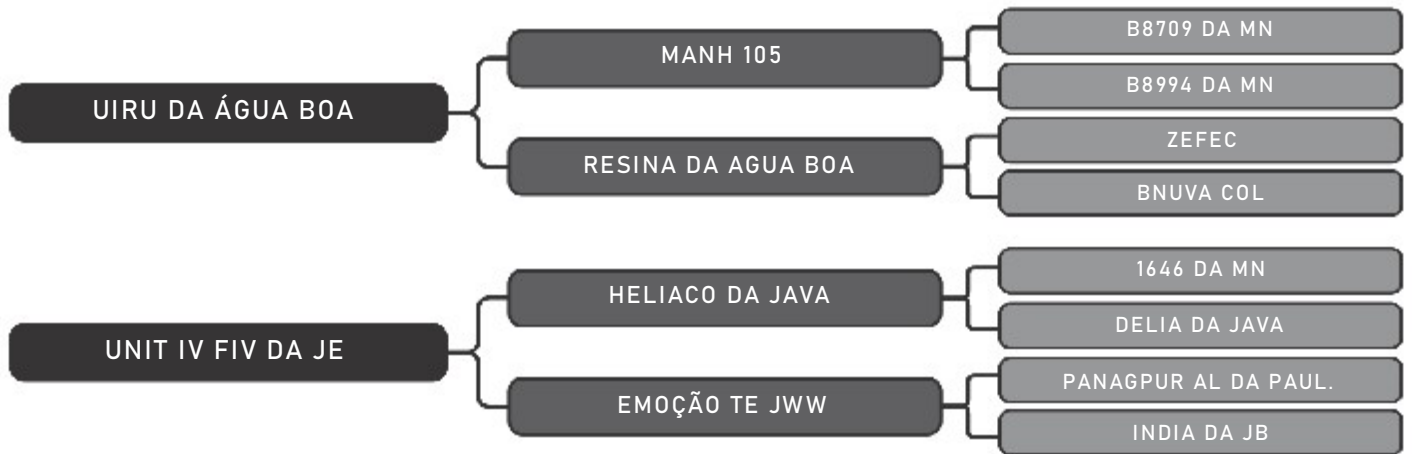 UIRU DA ÁGUA BOA
MANH 105
B8709 DA MN
B8994 DA MN
RESINA DA AGUA BOA
ZEFEC
BNUVA COL
UNIT IV FIV DA JE
HELIACO DA JAVA
1646 DA MN
DELIA DA JAVA
EMOÇÃO TE JWW
PANAGPUR AL DA PAUL.
INDIA DA JB